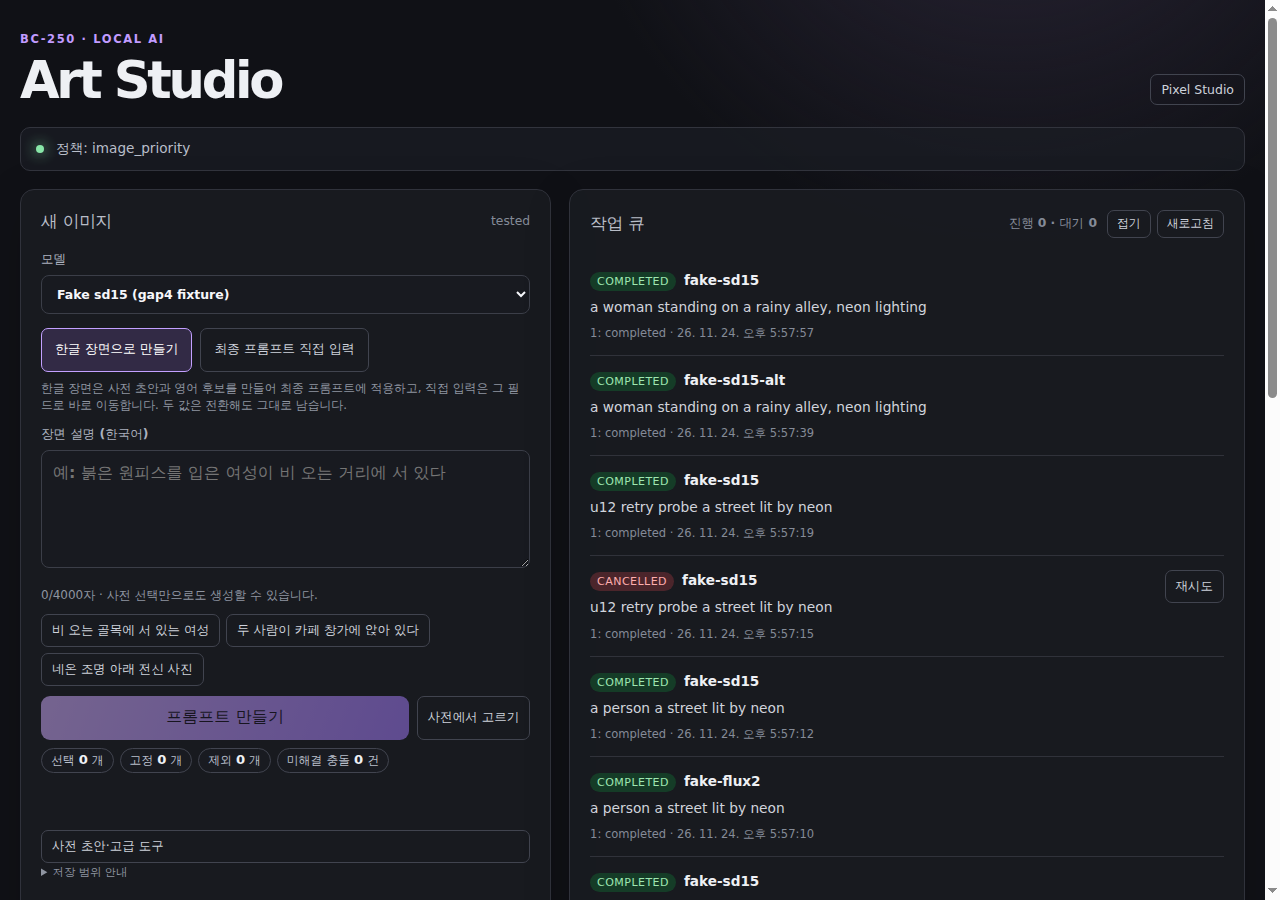 BC-250 · LOCAL AI
Art Studio
Pixel Studio
정책: image_priority
새 이미지
tested
모델
Fake sd15 (gap4 fixture)
한글 장면으로 만들기
최종 프롬프트 직접 입력
한글 장면은 사전 초안과 영어 후보를 만들어 최종 프롬프트에 적용하고, 직접 입력은 그 필
드로 바로 이동합니다. 두 값은 전환해도 그대로 남습니다.
장면 설명 (한국어)
예: 붉은 원피스를 입은 여성이 비 오는 거리에 서 있다
0/4000자 · 사전 선택만으로도 생성할 수 있습니다.
비 오는 골목에 서 있는 여성
두 사람이 카페 창가에 앉아 있다
네온 조명 아래 전신 사진
프롬프트 만들기
사전에서 고르기
선택 0 개
고정 0 개
제외 0 개
미해결 충돌 0 건
사전 초안·고급 도구
▶ 저장 범위 안내
작업 큐
진행 0 · 대기 0
접기
새로고침
COMPLETED fake-sd15
a woman standing on a rainy alley, neon lighting
1: completed · 26. 11. 24. 오후 5:57:57
COMPLETED fake-sd15-alt
a woman standing on a rainy alley, neon lighting
1: completed · 26. 11. 24. 오후 5:57:39
COMPLETED fake-sd15
u12 retry probe a street lit by neon
1: completed · 26. 11. 24. 오후 5:57:19
CANCELLED fake-sd15
재시도
u12 retry probe a street lit by neon
1: completed · 26. 11. 24. 오후 5:57:15
COMPLETED fake-sd15
a person a street lit by neon
1: completed · 26. 11. 24. 오후 5:57:12
COMPLETED fake-flux2
a person a street lit by neon
1: completed · 26. 11. 24. 오후 5:57:10
COMPLETED fake-sd15